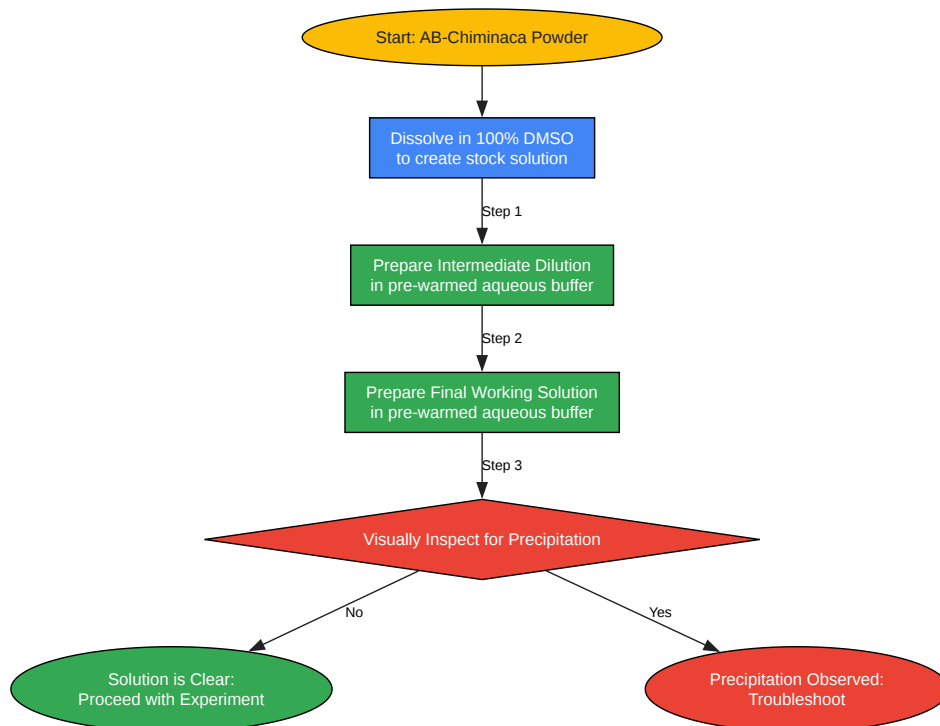 Start: AB-Chiminaca Powder
Dissolve in 100% DMSO
to create stock solution
Step 1
Prepare Intermediate Dilution
in pre-warmed aqueous buffer
Step 2
Prepare Final Working Solution
in pre-warmed aqueous buffer
Step 3
Visually Inspect for Precipitation
No
Yes
Solution is Clear:
Proceed with Experiment
Precipitation Observed:
Troubleshoot